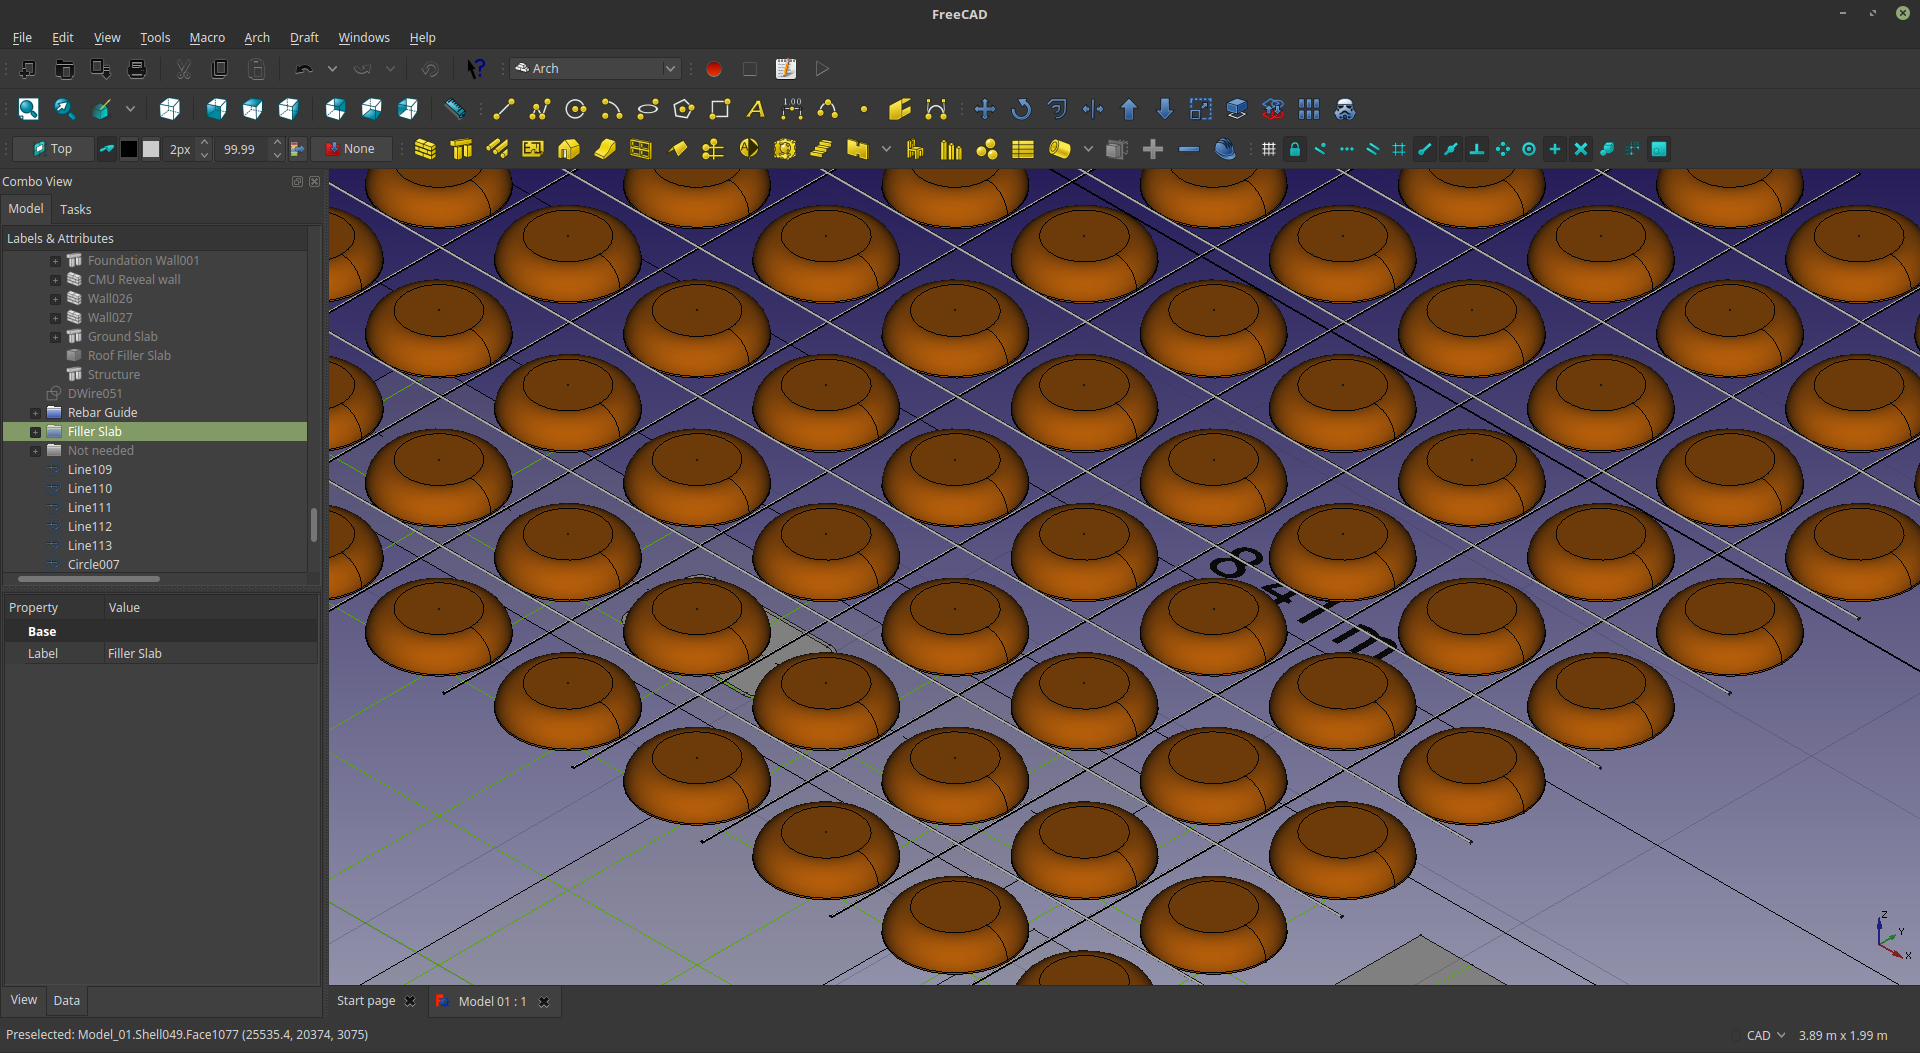 FreeCAD
File Edit View Tools Macro Arch Draft Windows Help
Arch
1.00
Top 2px 99.99 None
Combo View
Model Tasks
Labels & Attributes
Foundation Wall001
CMU Reveal wall
Wall026
Wall027
Ground Slab
Roof Filler Slab
Structure
DWire051
Rebar Guide
Filler Slab
Not needed
Line109
Line110
Line111
Line112
Line113
Circle007
Property Value
Base
Label Filler Slab
View Data
Z
Y
X
Start page Model 01 : 1
Preselected: Model_01.Shell049.Face1077 (25535.4, 20374, 3075)
CAD 3.89 m x 1.99 m